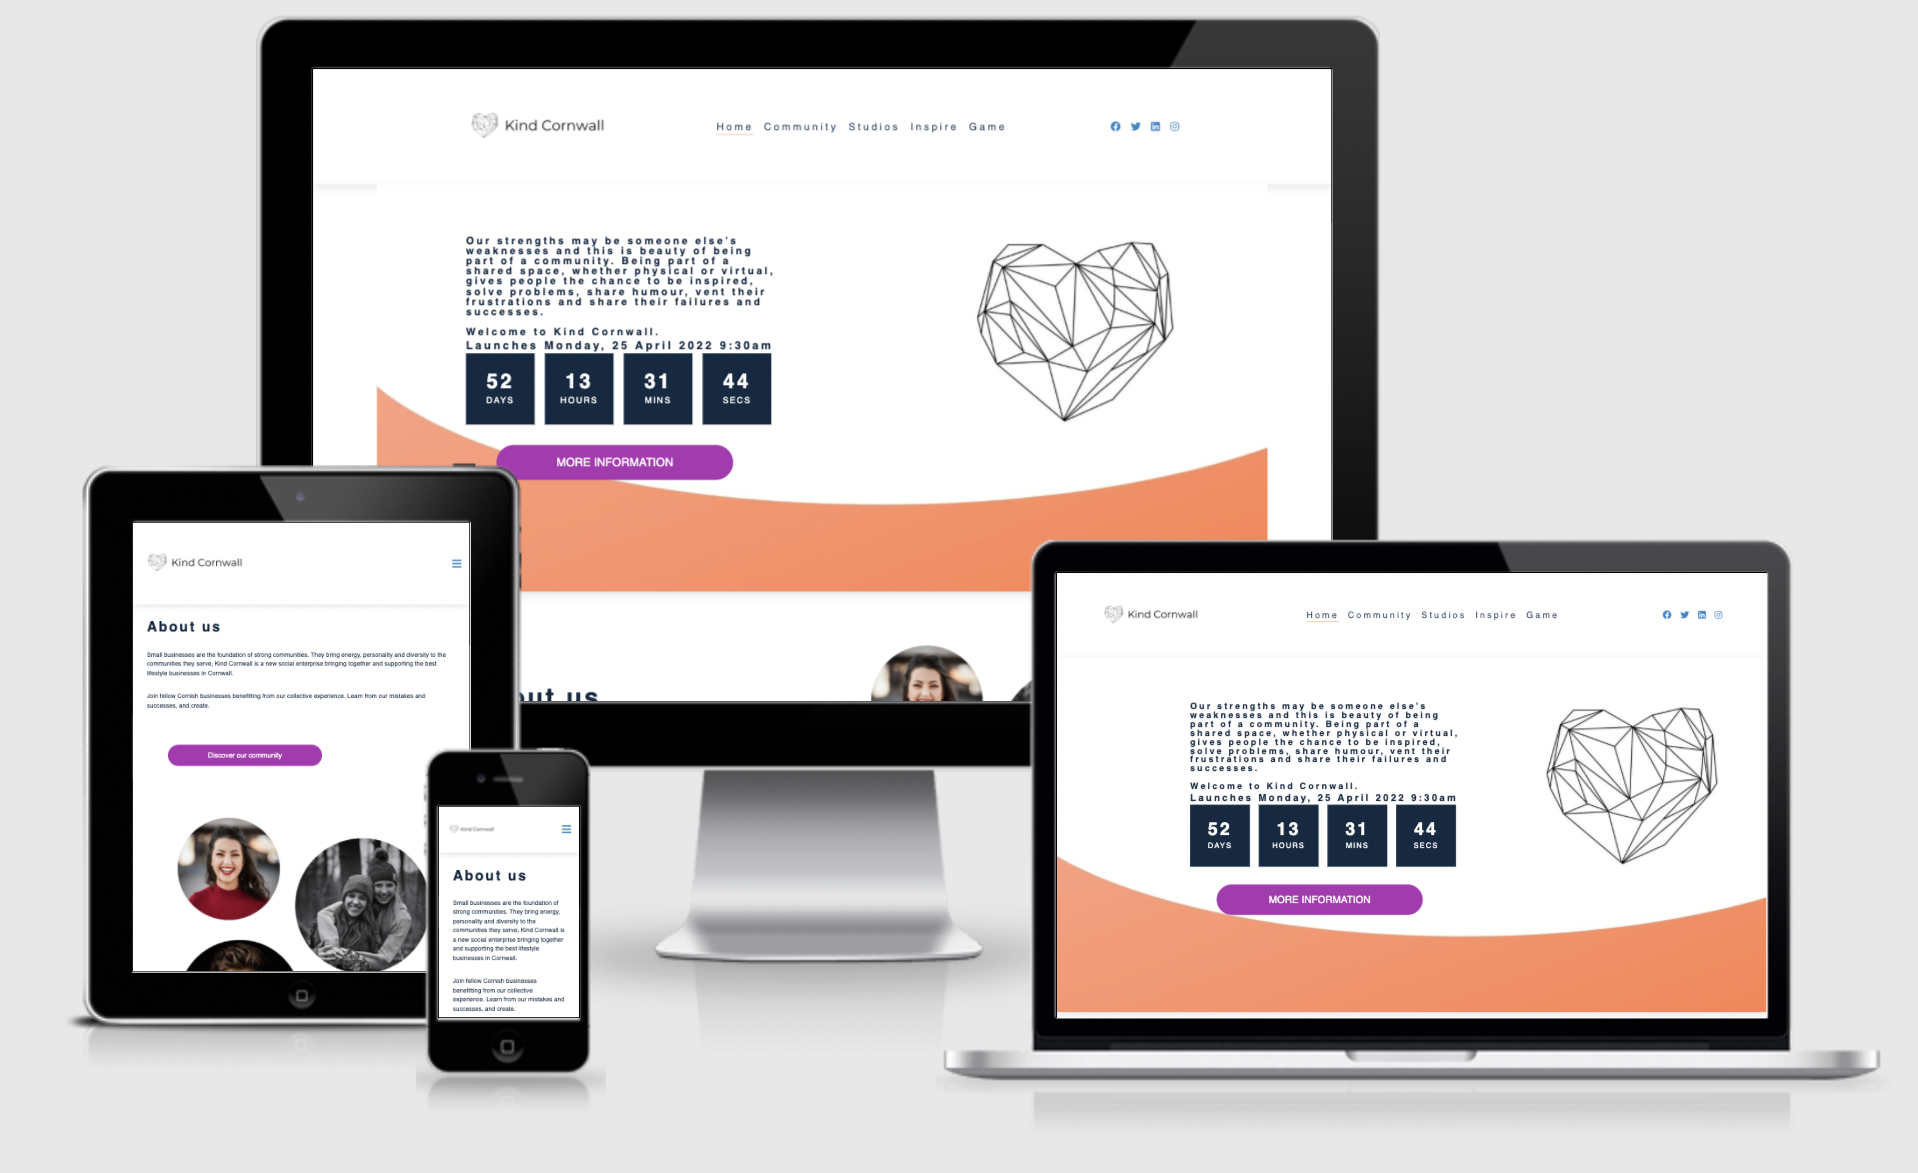 Kind Cornwall
Home Community Studios Inspire Game
Our strengths may be someone else's
weaknesses and this is beauty of being
part of a community. Being part of a
shared space, whether physical or virtual,
gives people the chance to be inspired,
solve problems, share humour, vent their
frustrations and share their failures and
successes.
Welcome to Kind Cornwall.
Launches Monday, 25 April 2022 9:30am
52 13 31 44
DAYS HOURS MINS SECS
MORE INFORMATION
out us
Kind Cornwall
About us
Small businesses are the foundation of strong communities. They bring energy, personality and diversity to the
communities they serve, Kind Cornwall is a new social enterprise bringing together and supporting the best
lifestyle businesses in Cornwall.
Join fellow Cornish businesses benefitting from our collective experience. Learn from our mistakes and
successes, and create.
Discover our community
Kind Cornwall
About us
Small businesses are the foundation of
strong communities. They bring energy,
personality and diversity to the
communities they serve, Kind Cornwall is
a new social enterprise bringing together
and supporting the best lifestyle
businesses in Cornwall.
Join fellow Cornish businesses
benefitting from our collective
experience. Learn from our mistakes and
successes, and create.
Kind Cornwall
Home Community Studios Inspire Game
Our strengths may be someone else's
weaknesses and this is beauty of being
part of a community. Being part of a
shared space, whether physical or virtual,
gives people the chance to be inspired,
solve problems, share humour, vent their
frustrations and share their failures and
successes.
Welcome to Kind Cornwall.
Launches Monday, 25 April 2022 9:30am
52 13 31 44
DAYS HOURS MINS SECS
MORE INFORMATION